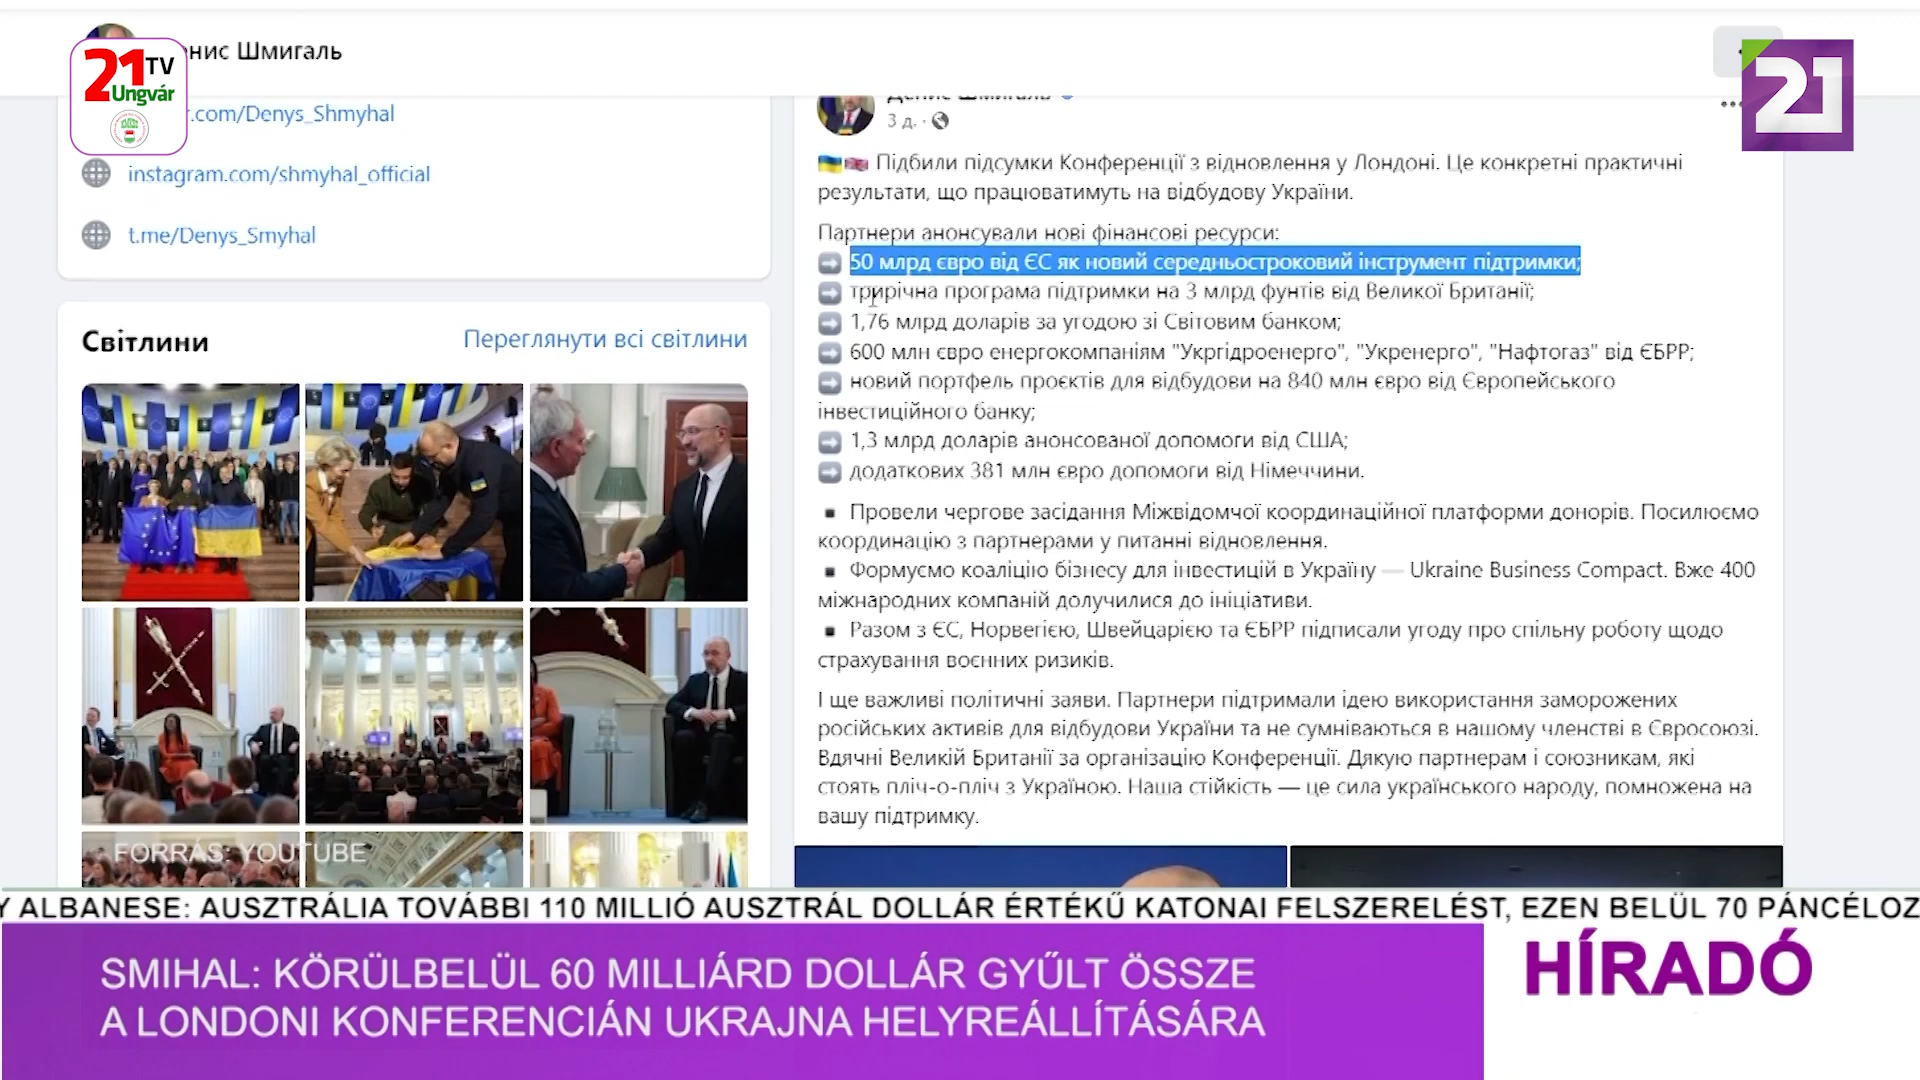 21 TV
Ungvár
нис Шмигаль
21
.com/Denys_Shmyhal
instagram.com/shmyhal_official
t.me/Denys_Smyhal
Світлини
Переглянути всі світлини
Денис Шмигаль
3 д. ·
Підбили підсумки Конференції з відновлення у Лондоні. Це конкретні практичні
результати, що працюватимуть на відбудову України.
Партнери анонсували нові фінансові ресурси:
50 млрд євро від ЄС як новий середньостроковий інструмент підтримки;
трирічна програма підтримки на 3 млрд фунтів від Великої Британії;
1,76 млрд доларів за угодою зі Світовим банком;
600 млн євро енергокомпаніям "Укргідроенерго", "Укренерго", "Нафтогаз" від ЄБРР;
новий портфель проєктів для відбудови на 840 млн євро від Європейського
інвестиційного банку;
1,3 млрд доларів анонсованої допомоги від США;
додаткових 381 млн євро допомоги від Німеччини.
▪ Провели чергове засідання Міжвідомчої координаційної платформи донорів. Посилюємо
координацію з партнерами у питанні відновлення.
▪ Формуємо коаліцію бізнесу для інвестицій в Україну — Ukraine Business Compact. Вже 400
міжнародних компаній долучилися до ініціативи.
▪ Разом з ЄС, Норвегією, Швейцарією та ЄБРР підписали угоду про спільну роботу щодо
страхування воєнних ризиків.
І ще важливі політичні заяви. Партнери підтримали ідею використання заморожених
російських активів для відбудови України та не сумніваються в нашому членстві в Євросоюзі.
Вдячні Великій Британії за організацію Конференції. Дякую партнерам і союзникам, які
стоять пліч-о-пліч з Україною. Наша стійкість — це сила українського народу, помножена на
вашу підтримку.
FORRÁS: YOUTUBE
Y ALBANESE: AUSZTRÁLIA TOVÁBBI 110 MILLIÓ AUSZTRÁL DOLLÁR ÉRTÉKŰ KATONAI FELSZERELÉST, EZEN BELÜL 70 PÁNCÉLOZ
SMIHAL: KÖRÜLBELÜL 60 MILLIÁRD DOLLÁR GYŰLT ÖSSZE
A LONDONI KONFERENCIÁN UKRAJNA HELYREÁLLÍTÁSÁRA
HÍRADÓ